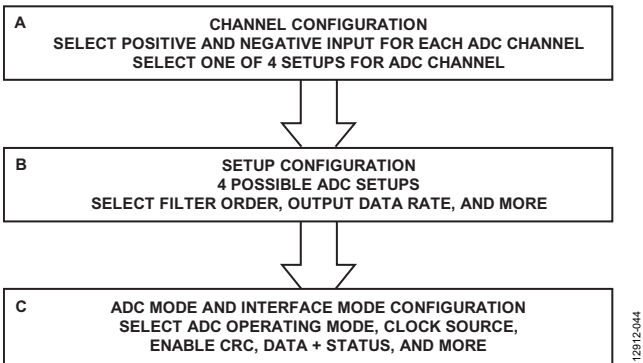 A
CHANNEL CONFIGURATION
SELECT POSITIVE AND NEGATIVE INPUT FOR EACH ADC CHANNEL
SELECT ONE OF 4 SETUPS FOR ADC CHANNEL
B
SETUP CONFIGURATION
4 POSSIBLE ADC SETUPS
SELECT FILTER ORDER, OUTPUT DATA RATE, AND MORE
C
ADC MODE AND INTERFACE MODE CONFIGURATION
SELECT ADC OPERATING MODE, CLOCK SOURCE,
ENABLE CRC, DATA + STATUS, AND MORE
12912-044